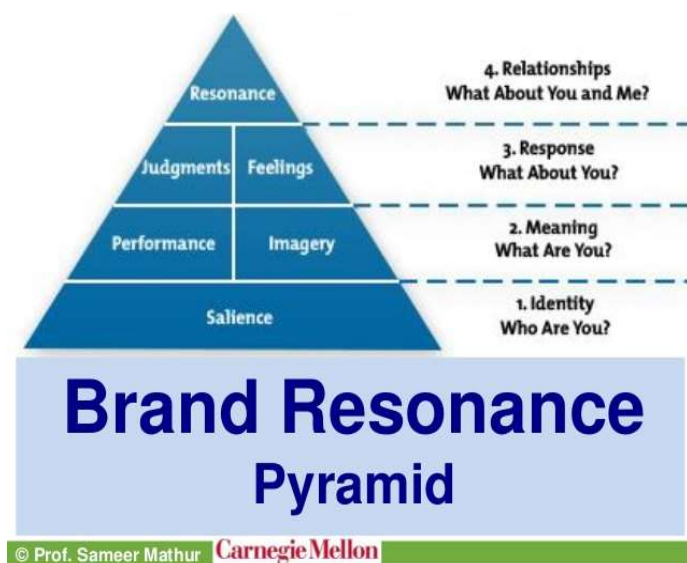 Resonance
4. Relationships
What About You and Me?
Judgments Feelings
3. Response
What About You?
Performance Imagery
2. Meaning
What Are You?
Salience
1. Identity
Who Are You?
Brand Resonance
Pyramid
© Prof. Sameer Mathur Carnegie Mellon